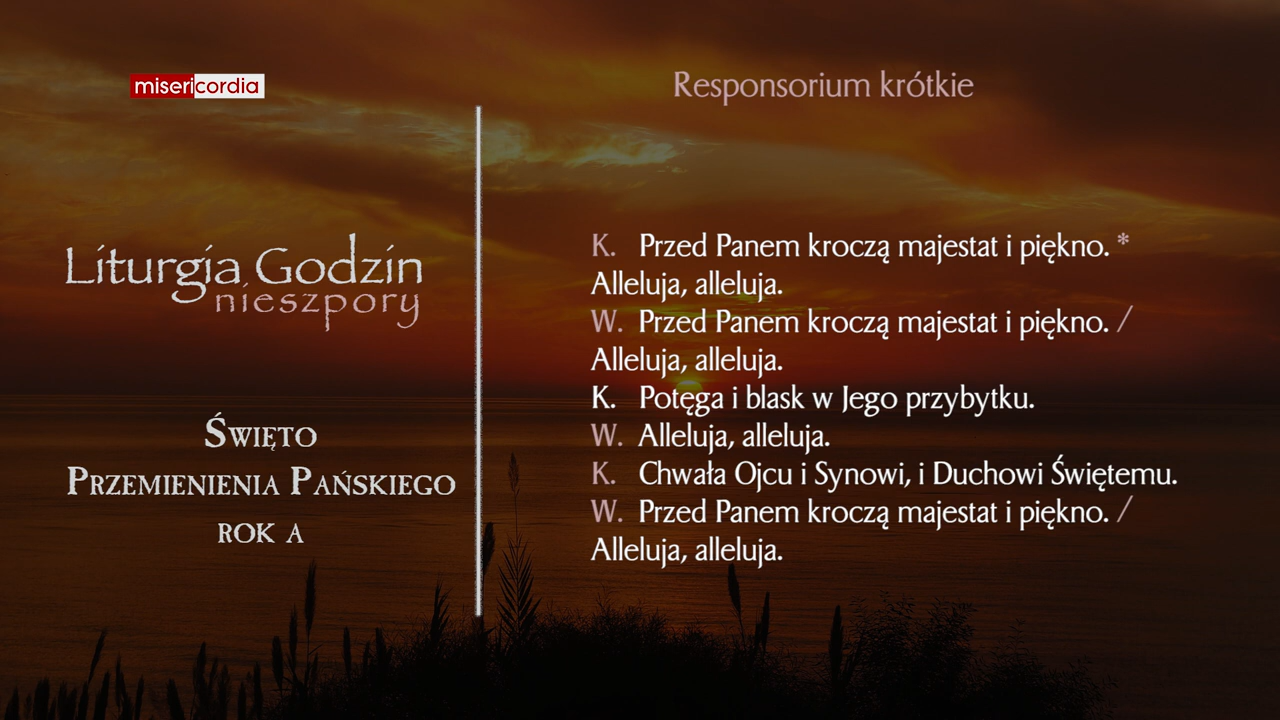 misericordia
Liturgia Godzin
nieszpory
Święto
Przemienienia Pańskiego
rok A
Responsorium krótkie
K. Przed Panem kroczą majestat i piękno. *
Alleluja, alleluja.
W. Przed Panem kroczą majestat i piękno. /
Alleluja, alleluja.
K. Potęga i blask w Jego przybytku.
W. Alleluja, alleluja.
K. Chwała Ojcu i Synowi, i Duchowi Świętemu.
W. Przed Panem kroczą majestat i piękno. /
Alleluja, alleluja.